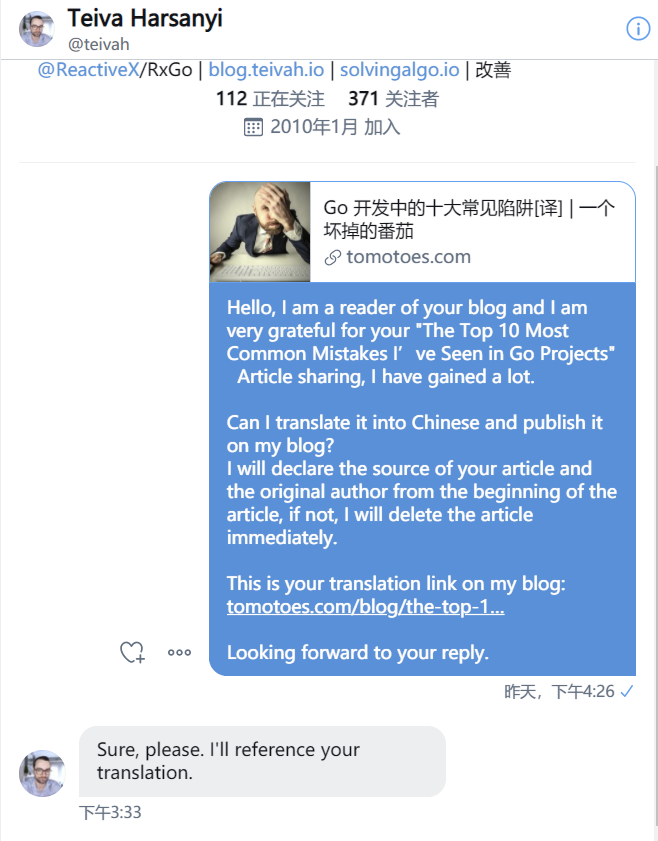 Teiva Harsanyi
@teivah
@ReactiveX/RxGo | blog.teivah.io | solvingalgo.io | 改善
112 正在关注 371 关注者
2010年1月 加入
Go 开发中的十大常见陷阱[译] | 一个
坏掉的番茄
tomotoes.com
Hello, I am a reader of your blog and I am
very grateful for your "The Top 10 Most
Common Mistakes I’ve Seen in Go Projects"
Article sharing, I have gained a lot.
Can I translate it into Chinese and publish it
on my blog?
I will declare the source of your article and
the original author from the beginning of the
article, if not, I will delete the article
immediately.
This is your translation link on my blog:
tomotoes.com/blog/the-top-1...
Looking forward to your reply.
昨天，下午4:26
Sure, please. I'll reference your
translation.
下午3:33